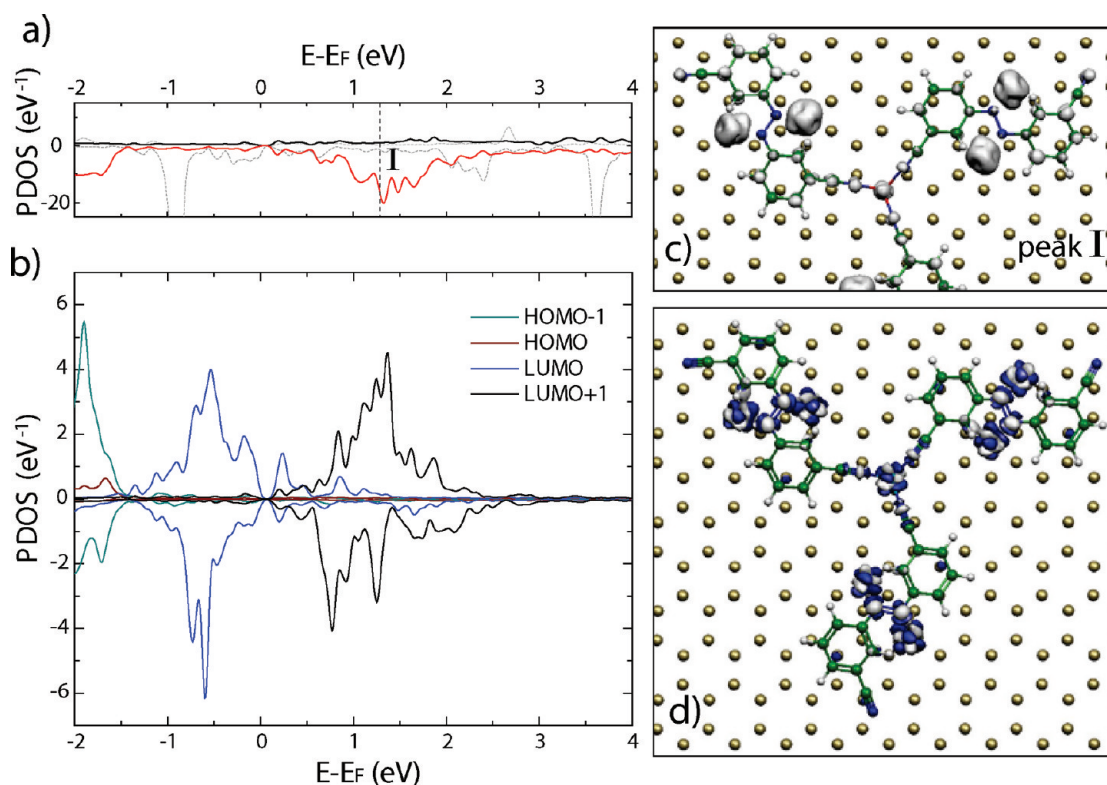 a)
E-EF (eV)
-2 -1 0 1 2 3 4
PDOS (eV⁻¹)
0
-20
I
b)
PDOS (eV⁻¹)
6
4
2
0
-2
-4
-6
HOMO-1
HOMO
LUMO
LUMO+1
-2 -1 0 1 2 3 4
E-EF (eV)
c)
peak I
d)